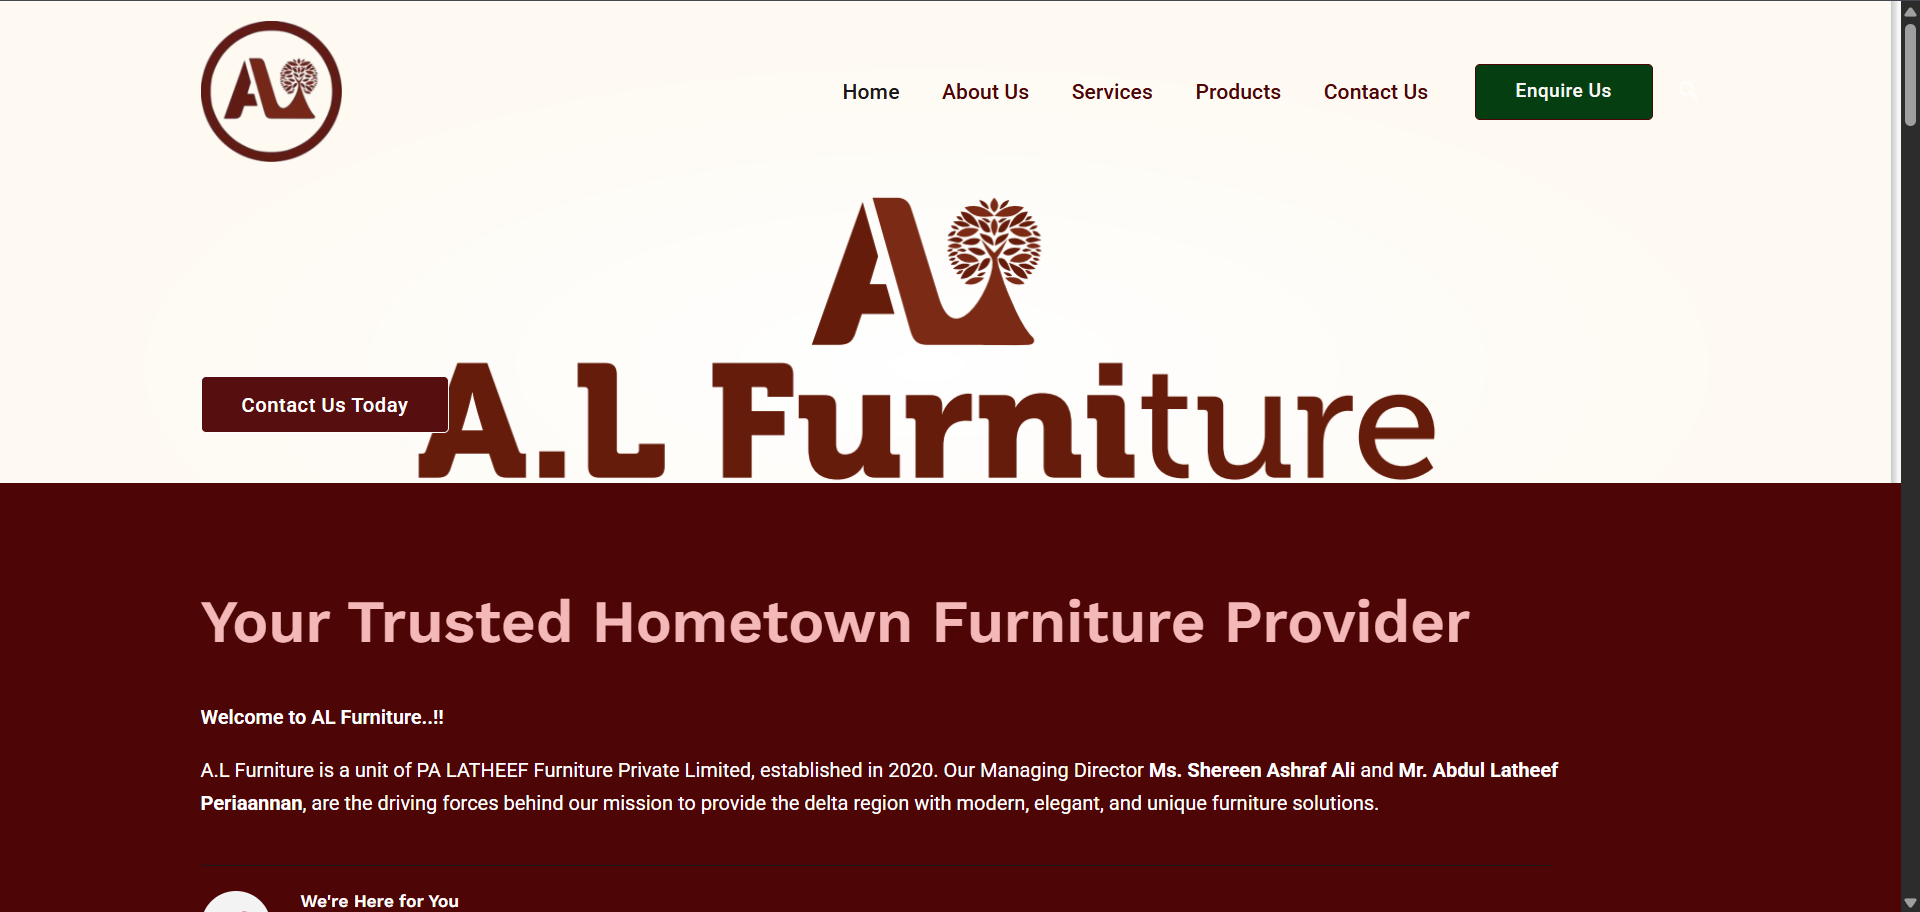 AL
Home About Us Services Products Contact Us Enquire Us
AL
A.L Furniture
Contact Us Today
Your Trusted Hometown Furniture Provider
Welcome to AL Furniture..!!
A.L Furniture is a unit of PA LATHEEF Furniture Private Limited, established in 2020. Our Managing Director Ms. Shereen Ashraf Ali and Mr. Abdul Latheef
Periaannan, are the driving forces behind our mission to provide the delta region with modern, elegant, and unique furniture solutions.
We're Here for You